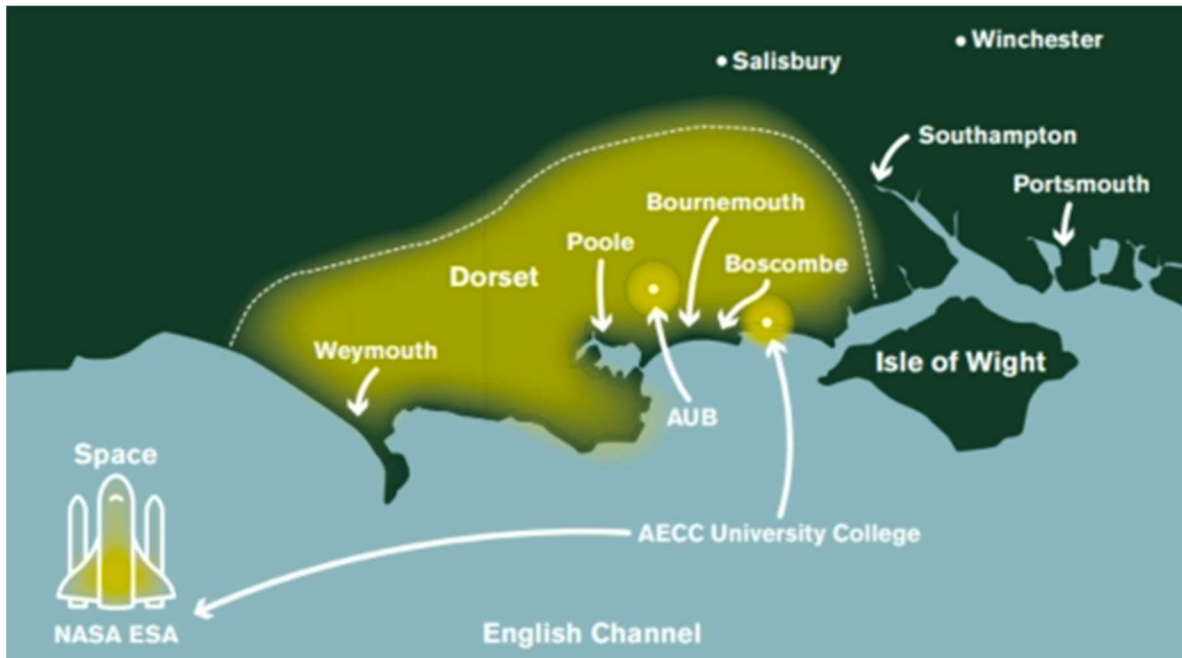 Winchester
Salisbury
Southampton
Portsmouth
Bournemouth
Poole
Boscombe
Dorset
Weymouth
Isle of Wight
AUB
Space
AECC University College
NASA ESA
English Channel